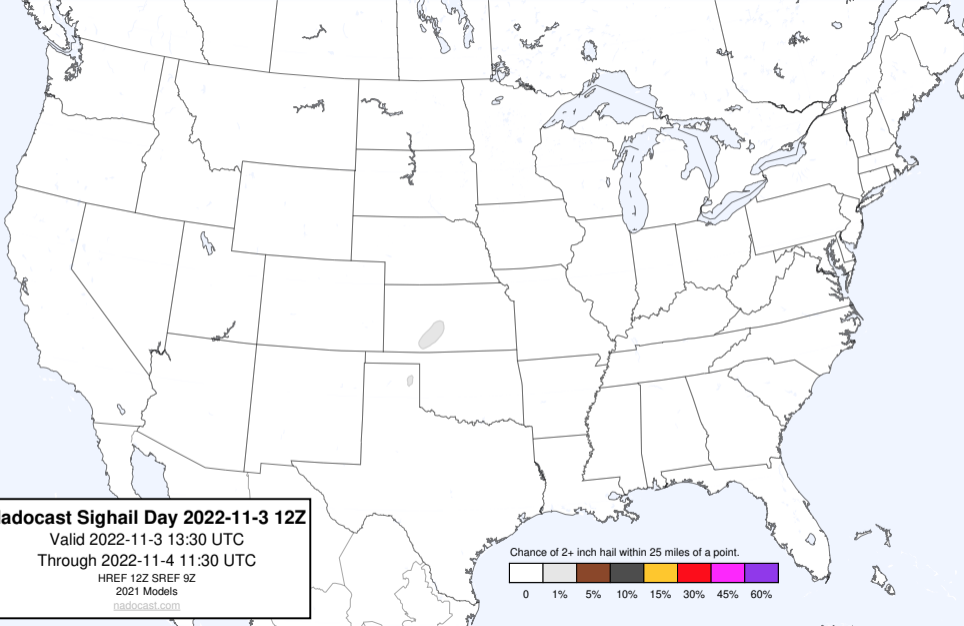 adocast Sighail Day 2022-11-3 12Z
Valid 2022-11-3 13:30 UTC
Through 2022-11-4 11:30 UTC
HREF 12Z SREF 9Z
2021 Models
nadocast.com
Chance of 2+ inch hail within 25 miles of a point.
0 1% 5% 10% 15% 30% 45% 60%